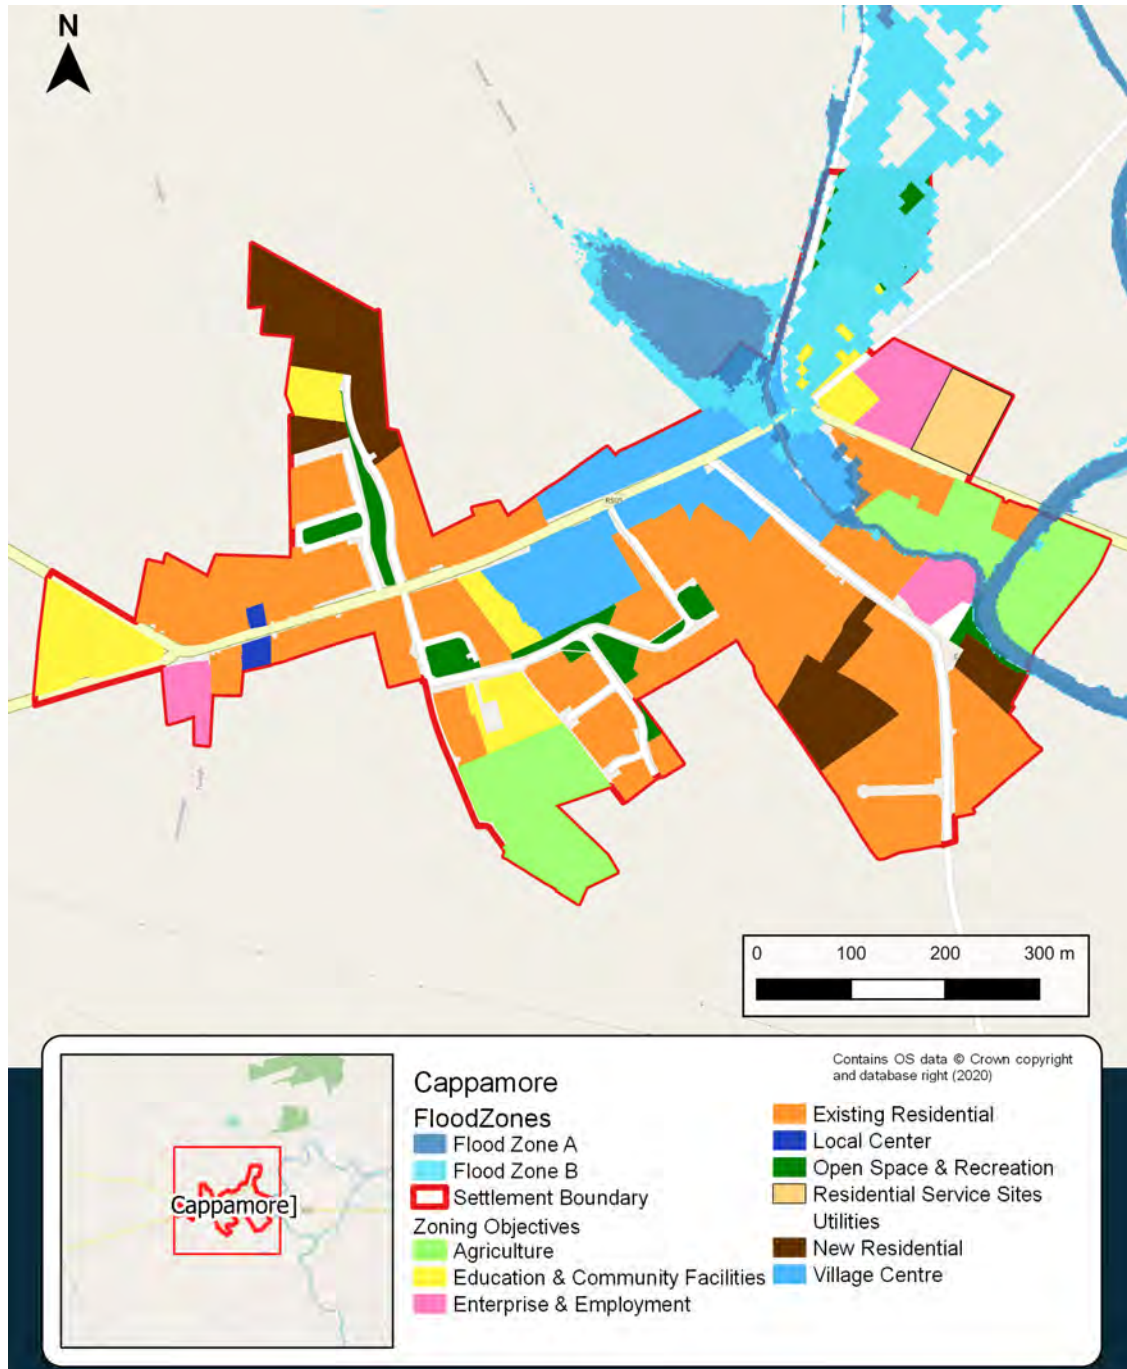 N
R505
0 100 200 300 m
Contains OS data © Crown copyright
and database right (2020)
Cappamore
FloodZones
Flood Zone A
Flood Zone B
Settlement Boundary
Zoning Objectives
Agriculture
Education & Community Facilities
Enterprise & Employment
Existing Residential
Local Center
Open Space & Recreation
Residential Service Sites
Utilities
New Residential
Village Centre
Cappamore]